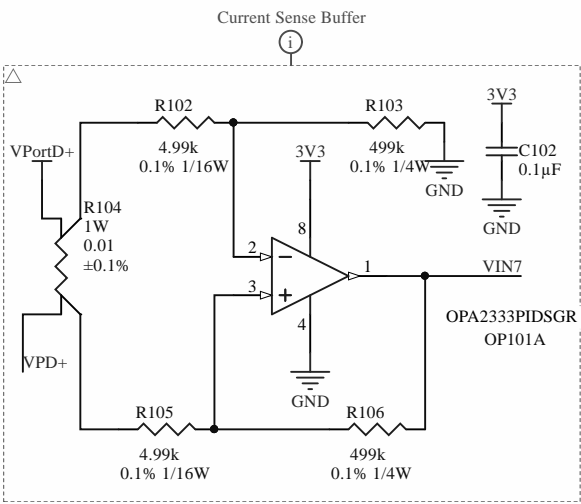 Current Sense Buffer
i
R102
4.99k
0.1% 1/16W
R103
499k
0.1% 1/4W
GND
3V3
C102
0.1µF
GND
VPortD+
R104
1W
0.01
±0.1%
VPD+
3V3
8
2
3
1
4
GND
VIN7
OPA2333PIDSGR
OP101A
R105
4.99k
0.1% 1/16W
R106
499k
0.1% 1/4W